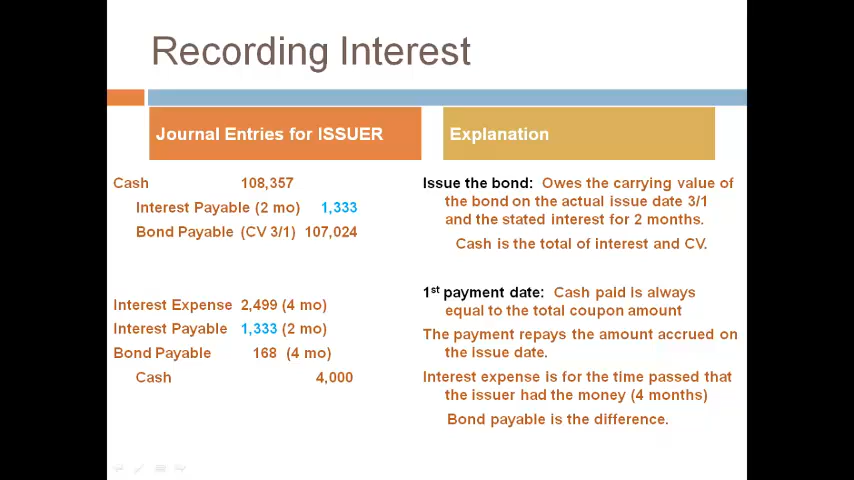 Recording Interest
Journal Entries for ISSUER
Explanation
Cash 108,357
Interest Payable (2 mo) 1,333
Bond Payable (CV 3/1) 107,024
Issue the bond: Owes the carrying value of
the bond on the actual issue date 3/1
and the stated interest for 2 months.
Cash is the total of interest and CV.
Interest Expense 2,499 (4 mo)
Interest Payable 1,333 (2 mo)
Bond Payable 168 (4 mo)
Cash 4,000
1st payment date: Cash paid is always
equal to the total coupon amount
The payment repays the amount accrued on
the issue date.
Interest expense is for the time passed that
the issuer had the money (4 months)
Bond payable is the difference.